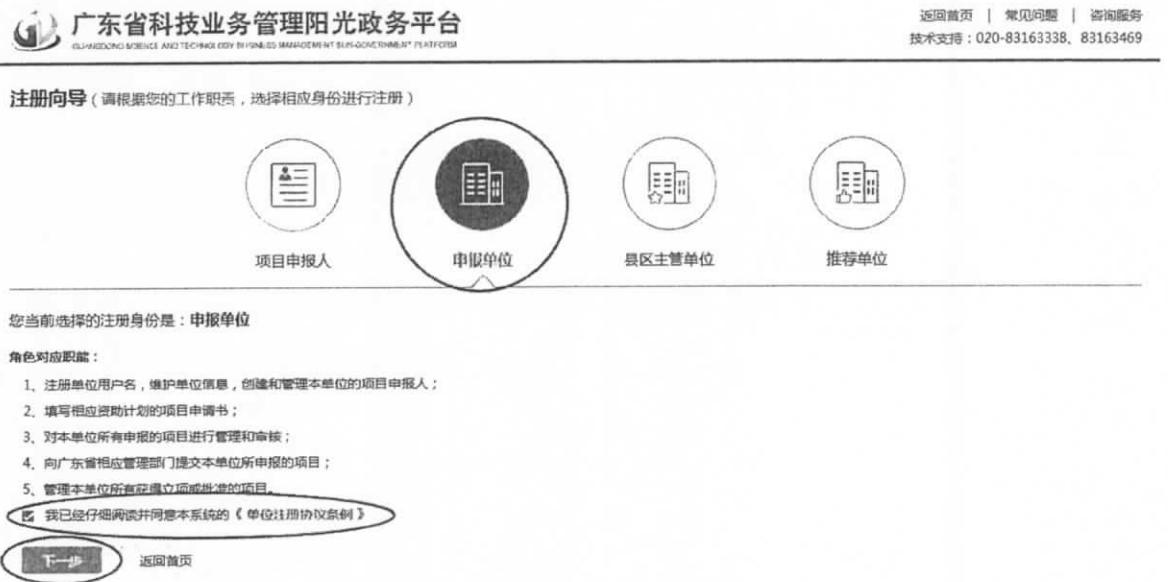 广东省科技业务管理阳光政务平台
GUANGDONG SCIENCE AND TECHNOLOGY BUSINESS MANAGEMENT SUN-GOVERNMENT PLATFORM
返回首页 | 常见问题 | 咨询服务
技术支持：020-83163338、83163469
注册向导（请根据您的工作职责，选择相应身份进行注册）
项目申报人 申报单位 县区主管单位 推荐单位
您当前选择的注册身份是：申报单位
角色对应职能：
1、注册单位用户名，维护单位信息，创建和管理本单位的项目申报人；
2、填写相应资助计划的项目申请书；
3、对本单位所有申报的项目进行管理和审核；
4、向广东省相应管理部门提交本单位所申报的项目；
5、管理本单位所有获得立项或批准的项目。
我已经仔细阅读并同意本系统的《单位注册协议条例》
下一步 返回首页